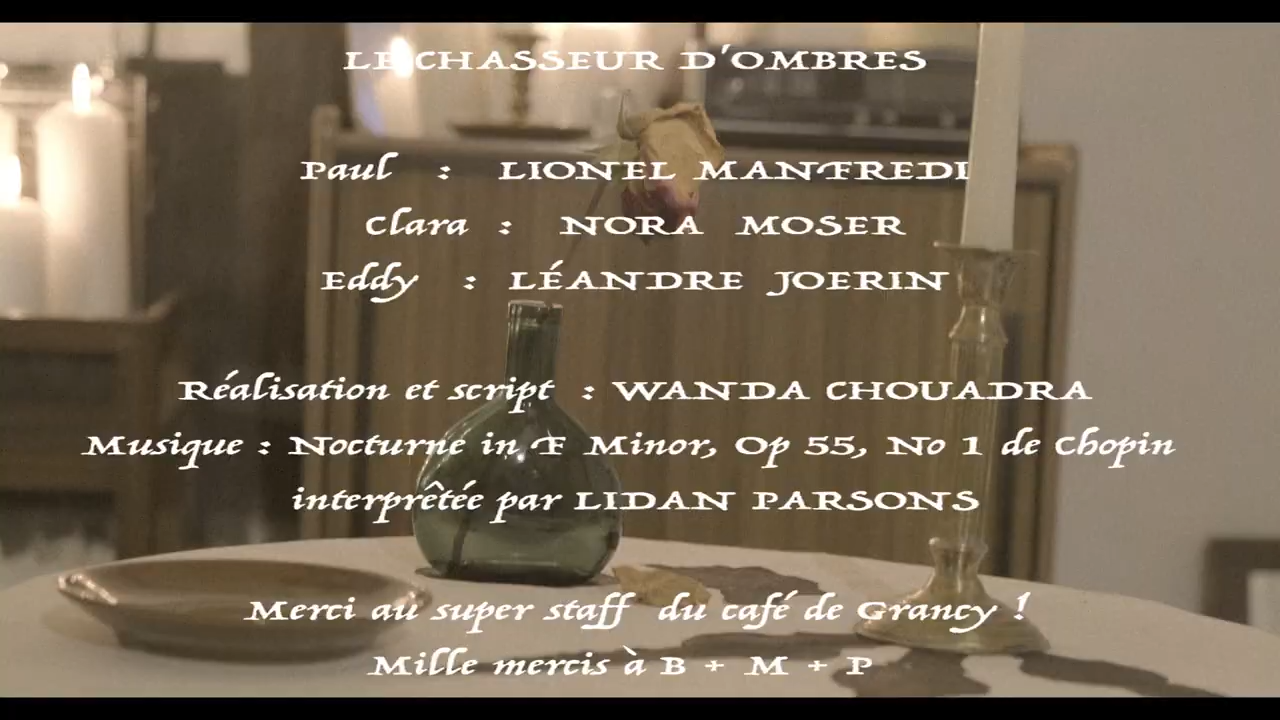 LE CHASSEUR D'OMBRES
Paul : LIONEL MANFREDI
Clara : NORA MOSER
Eddy : LÉANDRE JOERIN
Réalisation et script : WANDA CHOUADRA
Musique : Nocturne in F Minor, Op 55, No 1 de Chopin
interprêtée par LIDAN PARSONS
Merci au super staff du café de Grancy !
Mille mercis à B + M + P